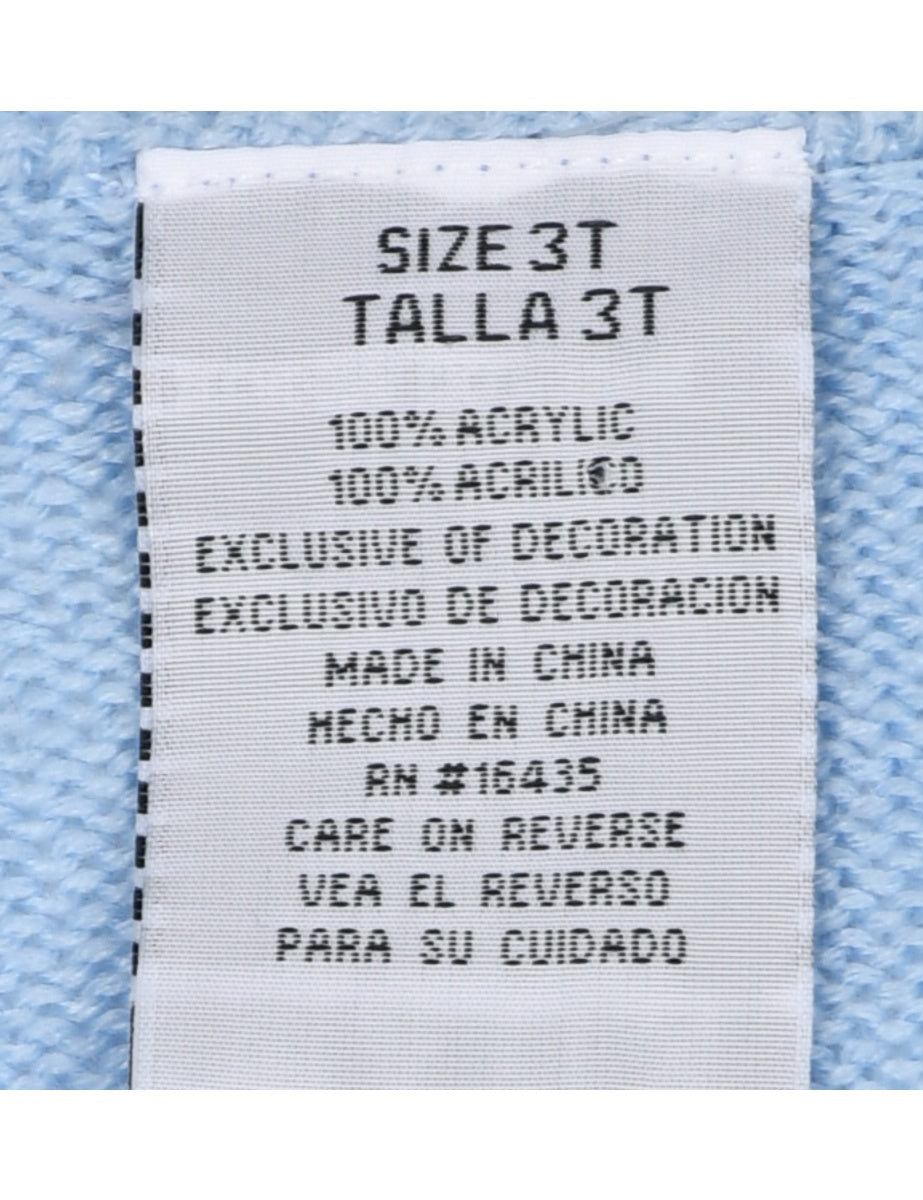 SIZE 3T
TALLA 3T
100% ACRYLIC
100% ACRILICO
EXCLUSIVE OF DECORATION
EXCLUSIVO DE DECORACION
MADE IN CHINA
HECHO EN CHINA
RN #16435
CARE ON REVERSE
VEA EL REVERSO
PARA SU CUIDADO